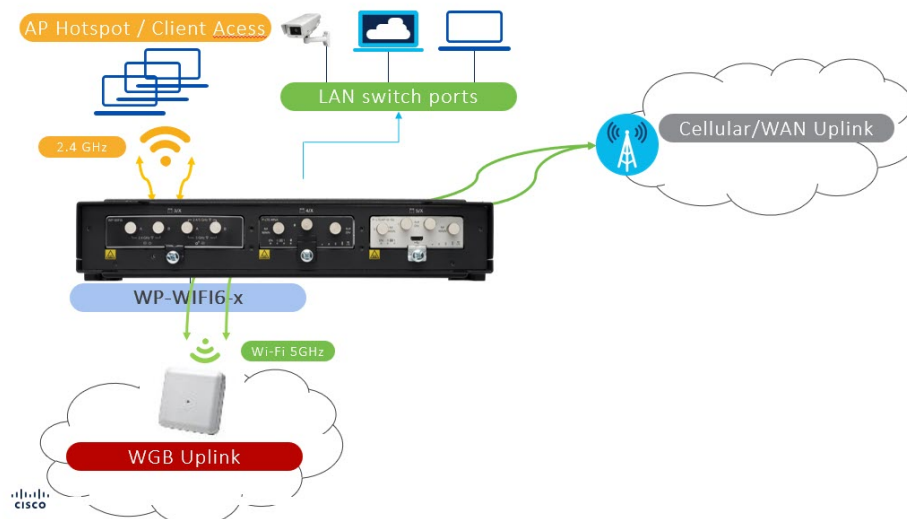 AP Hotspot / Client Acess
LAN switch ports
Cellular/WAN Uplink
2.4 GHz
WP-WIFI6-x
Wi-Fi 5GHz
WGB Uplink
CISCO